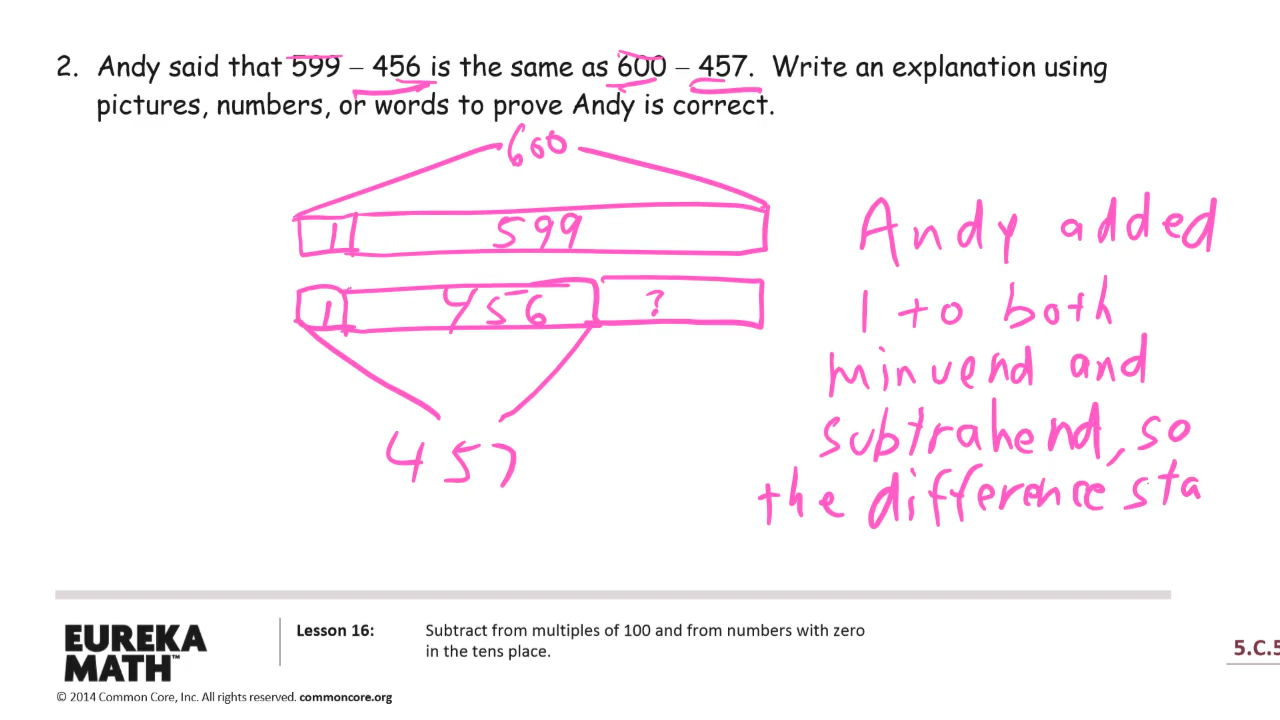 2. Andy said that 599 – 456 is the same as 600 – 457. Write an explanation using
pictures, numbers, or words to prove Andy is correct.
600
1 599
1 456 ?
457
Andy added
1 to both
minuend and
subtrahend, so
the difference sta
EUREKA
MATH™
Lesson 16: Subtract from multiples of 100 and from numbers with zero
in the tens place.
5.C.5
© 2014 Common Core, Inc. All rights reserved. commoncore.org